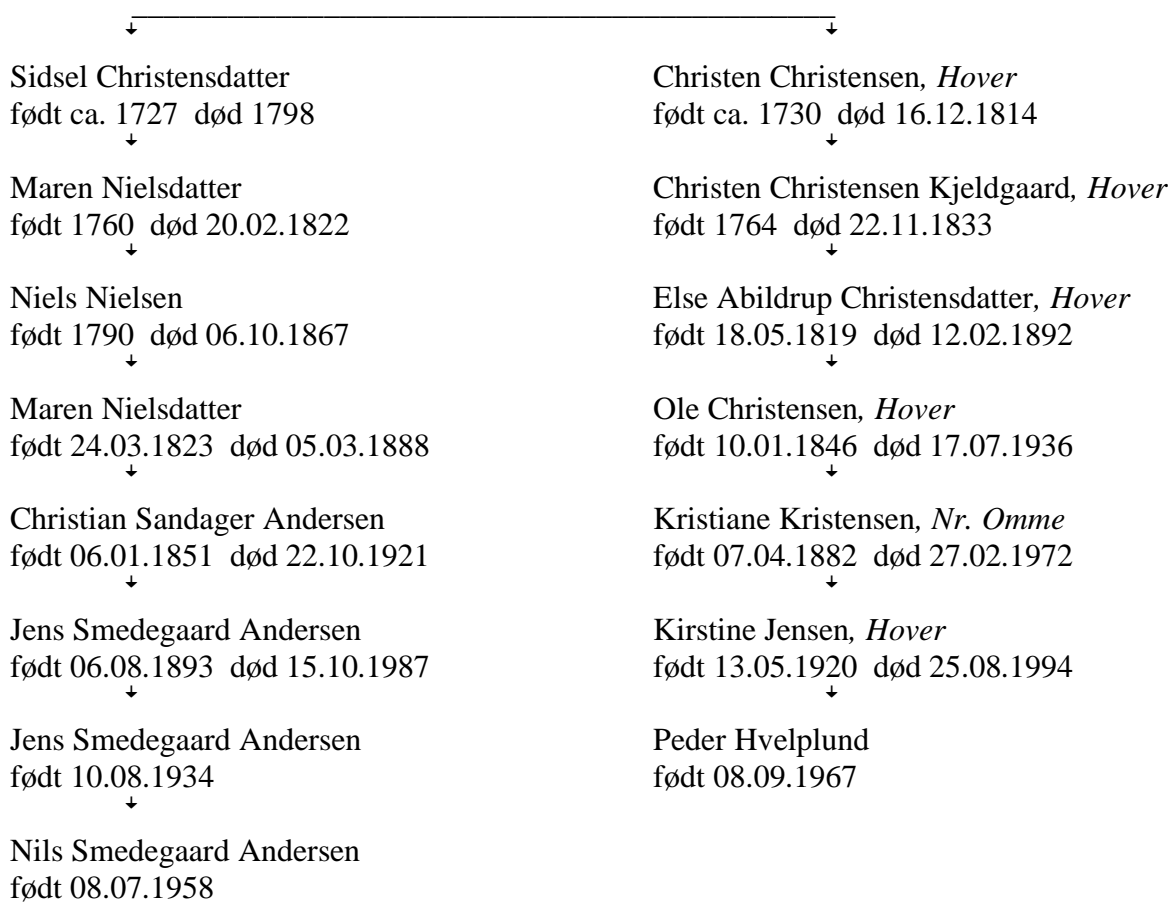 Sidsel Christensdatter
født ca. 1727 død 1798
Maren Nielsdatter
født 1760 død 20.02.1822
Niels Nielsen
født 1790 død 06.10.1867
Maren Nielsdatter
født 24.03.1823 død 05.03.1888
Christian Sandager Andersen
født 06.01.1851 død 22.10.1921
Jens Smedegaard Andersen
født 06.08.1893 død 15.10.1987
Jens Smedegaard Andersen
født 10.08.1934
Nils Smedegaard Andersen
født 08.07.1958
Christen Christensen, Hover
født ca. 1730 død 16.12.1814
Christen Christensen Kjeldgaard, Hover
født 1764 død 22.11.1833
Else Abildrup Christensdatter, Hover
født 18.05.1819 død 12.02.1892
Ole Christensen, Hover
født 10.01.1846 død 17.07.1936
Kristiane Kristensen, Nr. Omme
født 07.04.1882 død 27.02.1972
Kirstine Jensen, Hover
født 13.05.1920 død 25.08.1994
Peder Hvelplund
født 08.09.1967